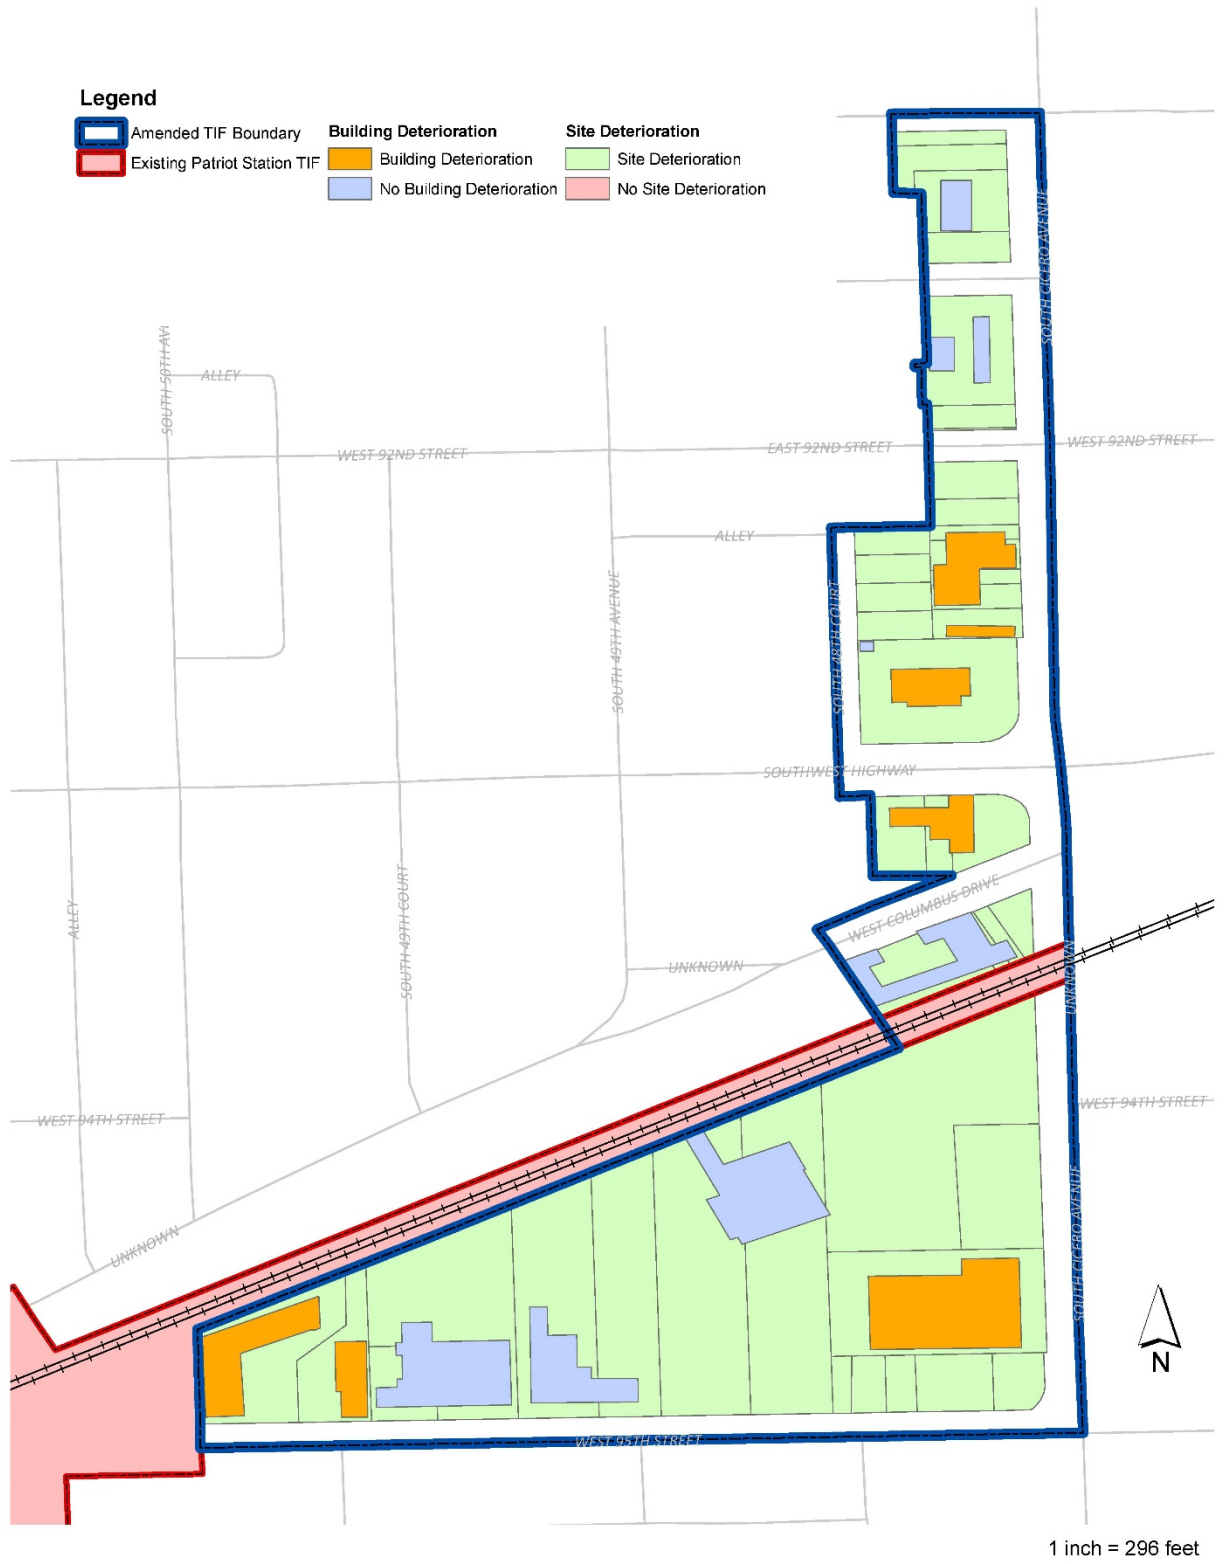 Legend
Amended TIF Boundary
Existing Patriot Station TIF
Building Deterioration
Building Deterioration
No Building Deterioration
Site Deterioration
Site Deterioration
No Site Deterioration
SOUTH CICERO AVENUE
SOUTH 50TH AV
ALLEY
WEST 92ND STREET
EAST 92ND STREET
WEST 92ND STREET
ALLEY
SOUTH 49TH AVENUE
SOUTH 48TH COURT
SOUTHWEST HIGHWAY
ALLEY
SOUTH 49TH COURT
WEST COLUMBUS DRIVE
UNKNOWN
UNKNOWN
WEST 94TH STREET
WEST 94TH STREET
UNKNOWN
SOUTH CICERO AVENUE
WEST 95TH STREET
N
1 inch = 296 feet